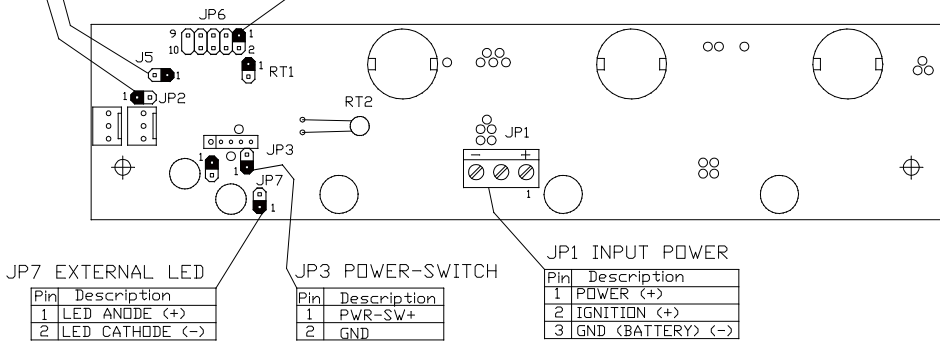 JP6
9
1
10
2
J5
1
1
RT1
1
JP2
RT2
JP3
1
1
JP7
1
JP1
- +
1
JP7 EXTERNAL LED
Pin Description
1 LED ANODE (+)
2 LED CATHODE (-)
JP3 POWER-SWITCH
Pin Description
1 PWR-SW+
2 GND
JP1 INPUT POWER
Pin Description
1 POWER (+)
2 IGNITION (+)
3 GND (BATTERY) (-)